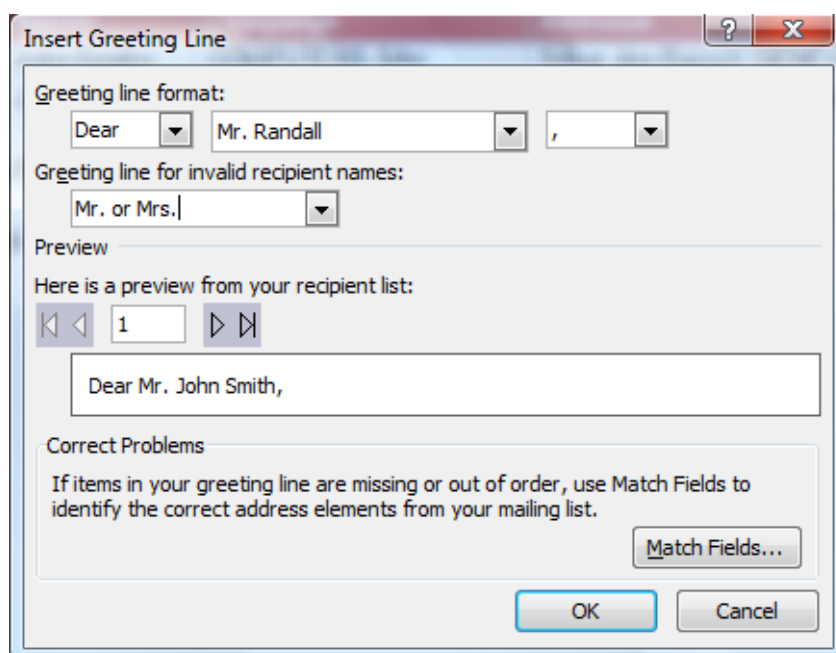 Insert Greeting Line
Greeting line format:
Dear Mr. Randall ,
Greeting line for invalid recipient names:
Mr. or Mrs.
Preview
Here is a preview from your recipient list:
1
Dear Mr. John Smith,
Correct Problems
If items in your greeting line are missing or out of order, use Match Fields to
identify the correct address elements from your mailing list.
Match Fields...
OK Cancel